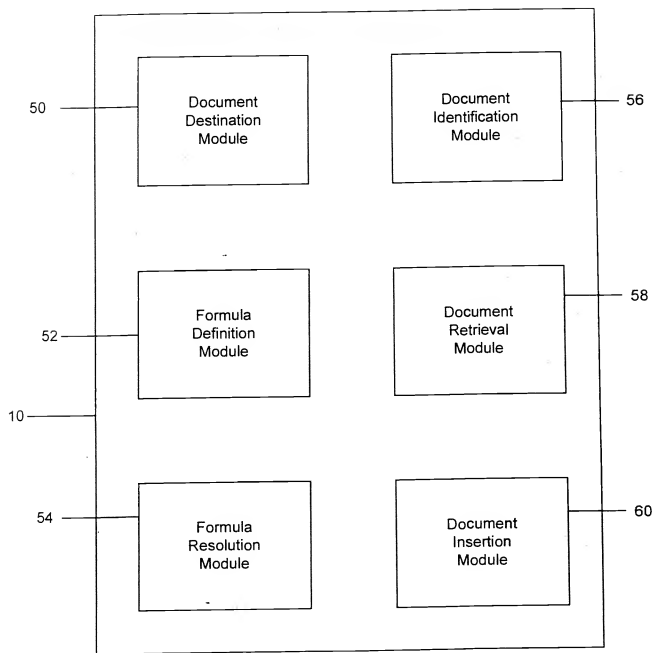 50
Document
Destination
Module
Document
Identification
Module
56
52
Formula
Definition
Module
Document
Retrieval
Module
58
10
54
Formula
Resolution
Module
Document
Insertion
Module
60